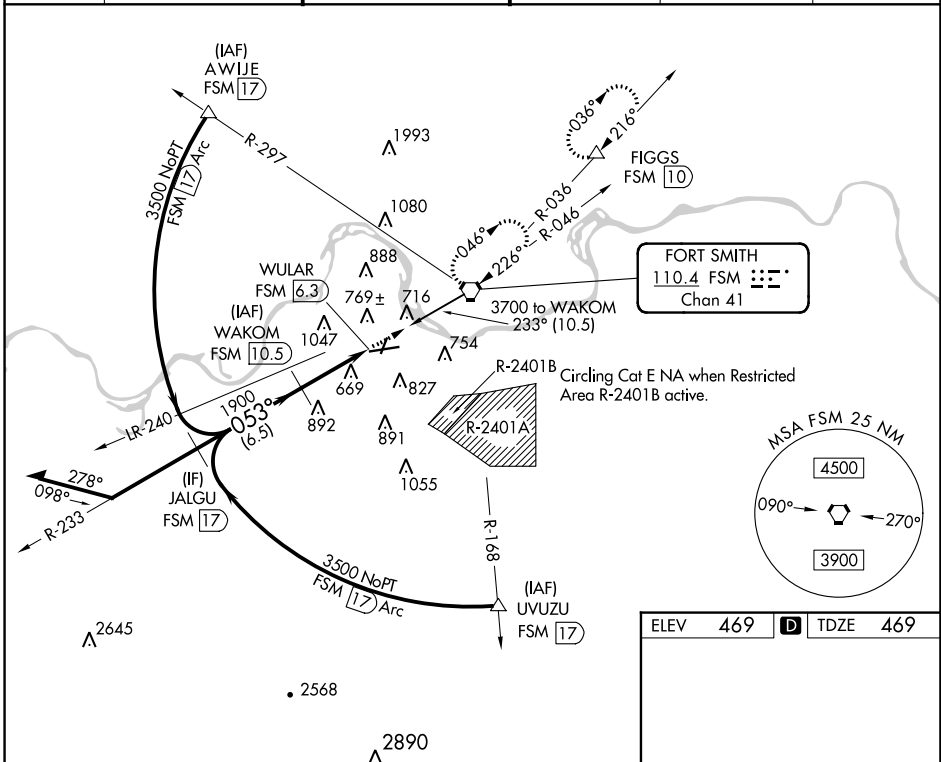 (IAF)
AWIJE
FSM 17
R-297
1993
036°
216°
FIGGS
FSM 10
3500 NoPT
FSM 17 Arc
1080
R-036
R-046
046°
226°
888
WULAR
FSM 6.3
769±
716
FORT SMITH
110.4 FSM
Chan 41
(IAF)
WAKOM
FSM 10.5
1047
3700 to WAKOM
233° (10.5)
754
R-2401B
Circling Cat E NA when Restricted
Area R-2401B active.
669
827
1900
053°
(6.5)
LR-240
892
891
R-2401A
MSA FSM 25 NM
4500
090°
270°
3900
278°
098°
R-233
(IF)
JALGU
FSM 17
1055
R-168
3500 NoPT
FSM 17 Arc
(IAF)
UVUZU
FSM 17
2645
ELEV 469 D TDZE 469
2568
2890